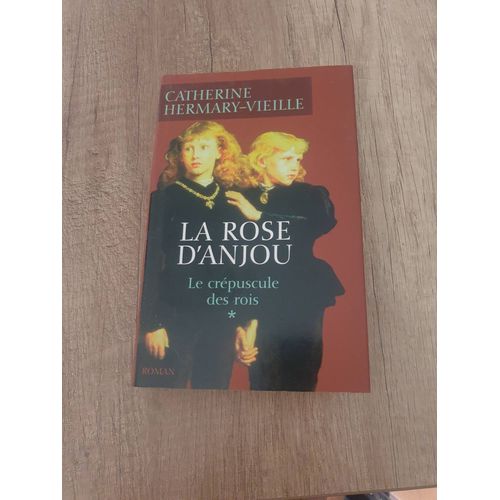 CATHERINE
HERMARY-VIEILLE
LA ROSE
D'ANJOU
Le crépuscule
des rois
*
ROMAN